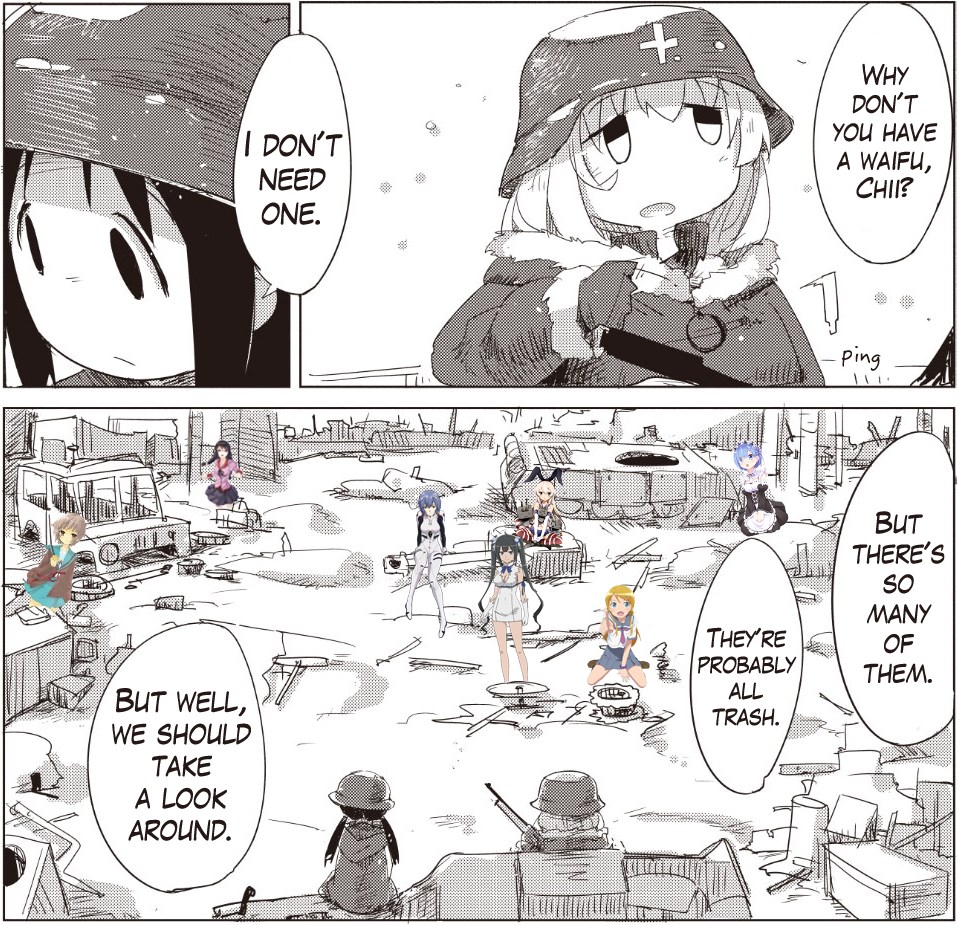 WHY
DON'T
YOU HAVE
A WAIFU,
CHII?
Ping
I DON'T
NEED
ONE.
BUT
THERE'S
SO
MANY
OF
THEM.
THEY'RE
PROBABLY
ALL
TRASH.
BUT WELL,
WE SHOULD
TAKE
A LOOK
AROUND.